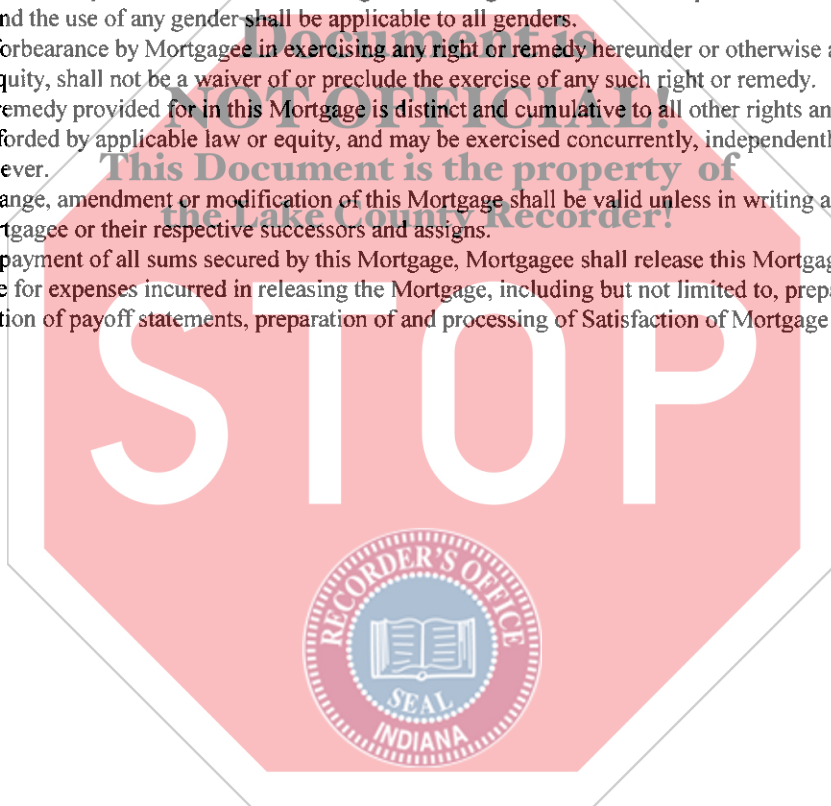 nd the use of any gender shall be applicable to all genders.
Document is
orbearance by Mortgagee in exercising any right or remedy hereunder or otherwise a
quity, shall not be a waiver of or preclude the exercise of any such right or remedy.
NOT OFFICIAL!
emedy provided for in this Mortgage is distinct and cumulative to all other rights an
forded by applicable law or equity, and may be exercised concurrently, independentl
ever.
This Document is the property of
ange, amendment or modification of this Mortgage shall be valid unless in writing a
the Lake County Recorder!
tgagee or their respective successors and assigns.
payment of all sums secured by this Mortgage, Mortgagee shall release this Mortgag
e for expenses incurred in releasing the Mortgage, including but not limited to, prep
tion of payoff statements, preparation of and processing of Satisfaction of Mortgage
STOP
RECORDER'S OFFICE
SEAL
INDIANA